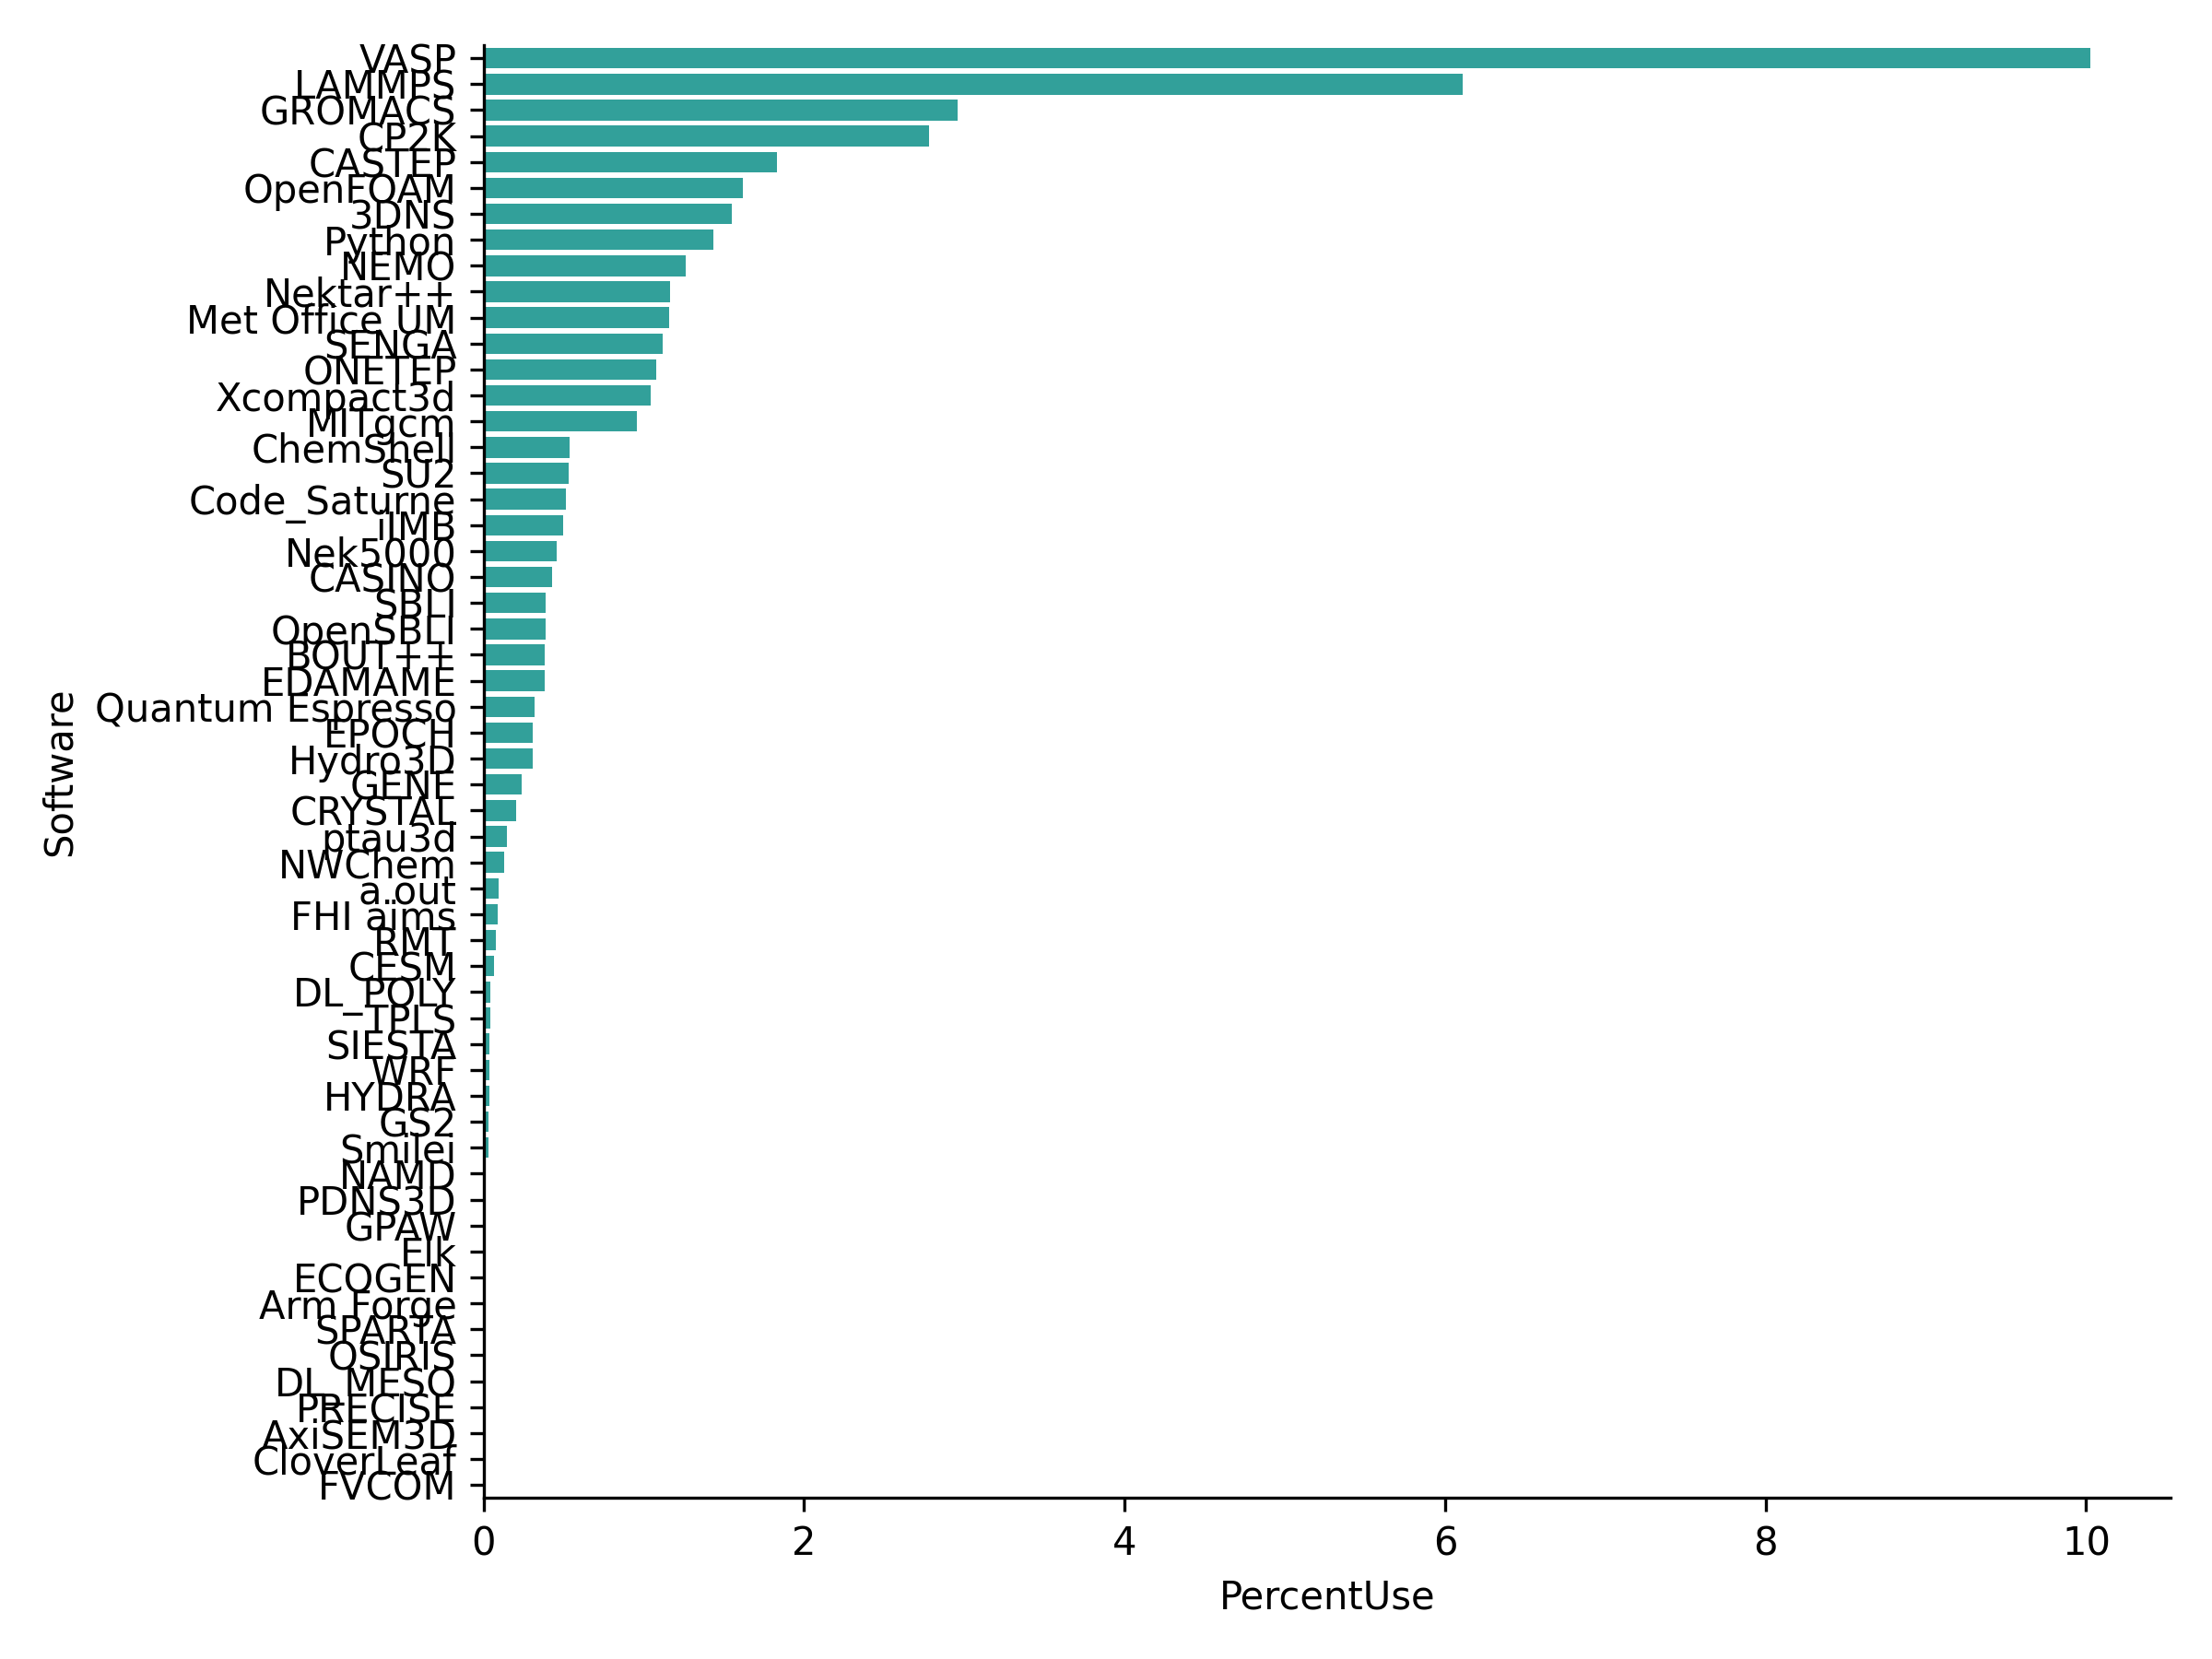 VASP
LAMMPS
GROMACS
CP2K
CASTEP
OpenFOAM
3DNS
Python
NEMO
Nektar++
Met Office UM
SENGA
ONETEP
Xcompact3d
MITgcm
ChemShell
SU2
Code_Saturne
iIMB
Nek5000
CASINO
SBLI
OpenSBLI
BOUT++
EDAMAME
Quantum Espresso
EPOCH
Hydro3D
GENE
CRYSTAL
ptau3d
NWChem
a.out
FHI aims
RMT
CESM
DL_POLY
TPLS
SIESTA
WRF
HYDRA
GS2
Smilei
NAMD
PDNS3D
GPAW
Elk
ECOGEN
Arm Forge
SPARTA
OSIRIS
DL_MESO
PRECISE
AxiSEM3D
CloverLeaf
FVCOM
Software
0 2 4 6 8 10
PercentUse